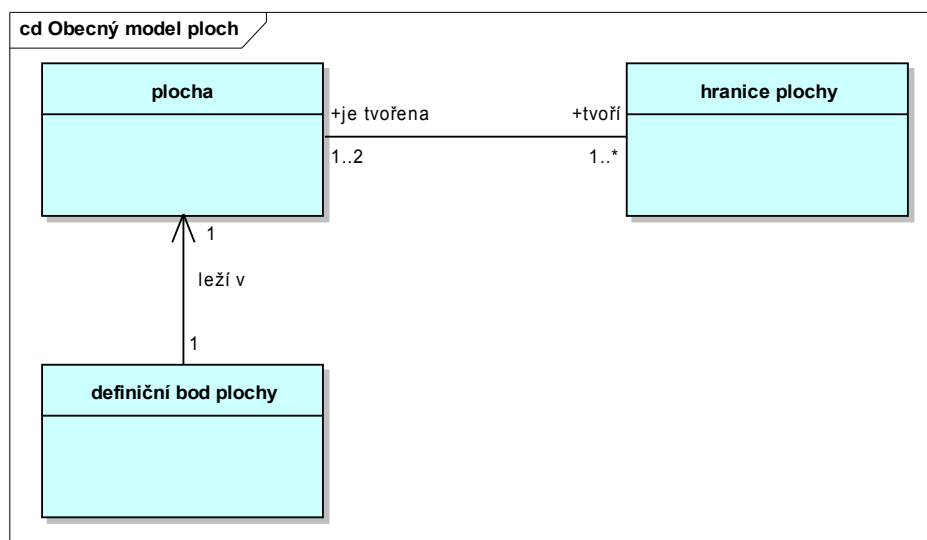 cd Obecný model ploch
plocha
hranice plochy
+je tvořena
+tvoří
1..2
1..*
1
leží v
1
definiční bod plochy